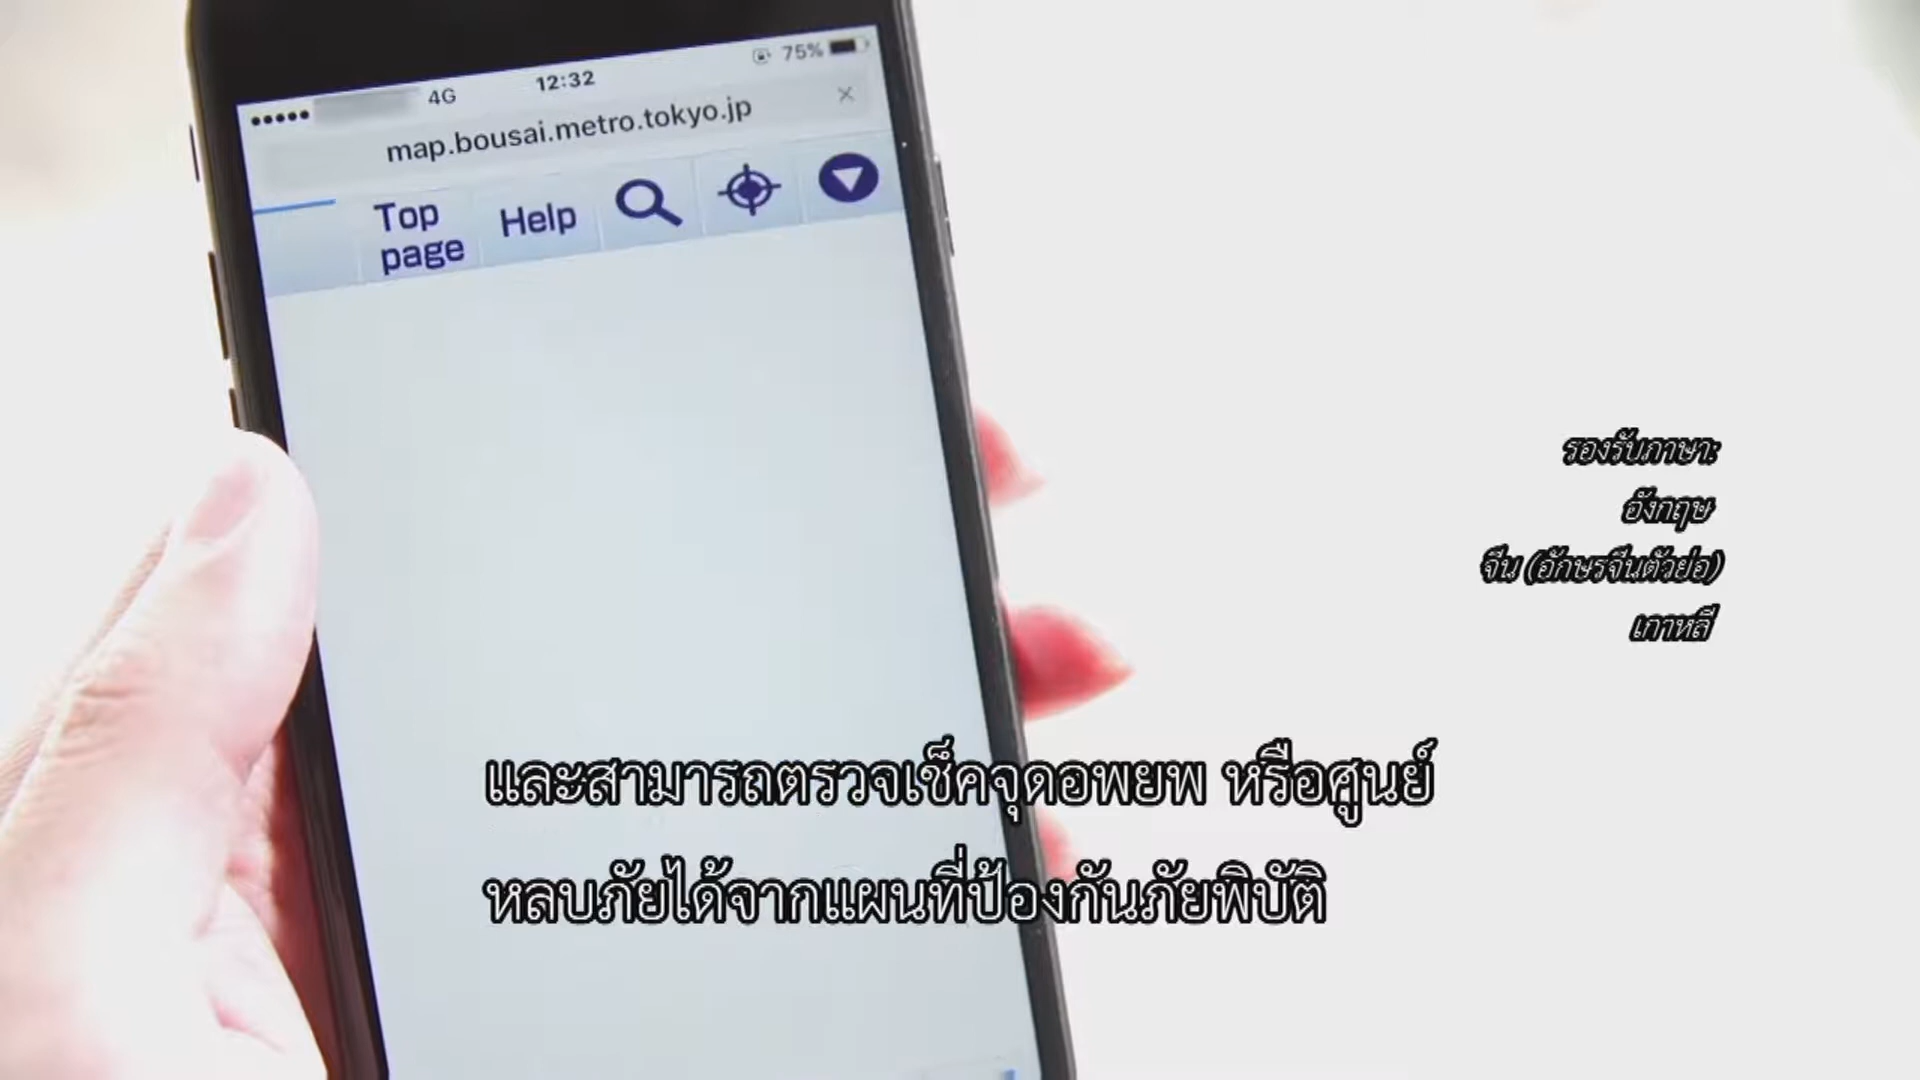 4G
12:32
75%
map.bousai.metro.tokyo.jp
Top
page
Help
รองรับภาษา:
อังกฤษ
จีน (อักษรจีนตัวย่อ)
เกาหลี
และสามารถตรวจเช็คจุดอพยพ หรือศูนย์
หลบภัยได้จากแผนที่ป้องกันภัยพิบัติ